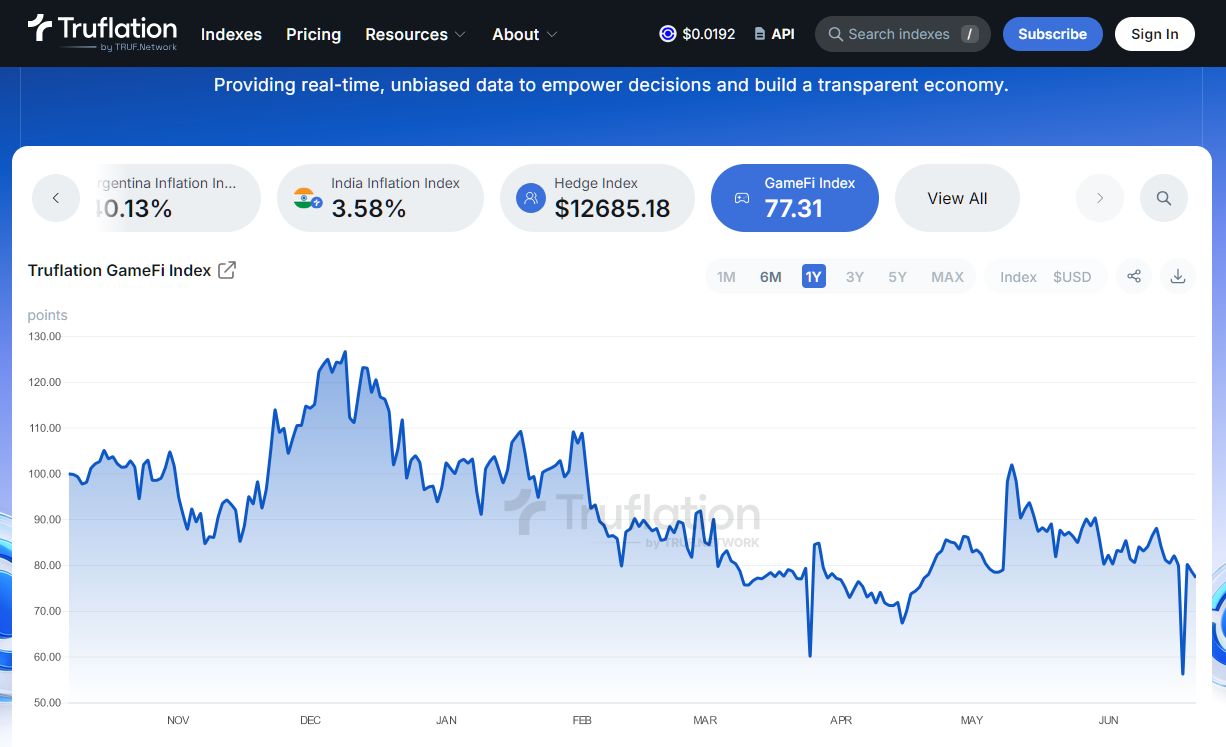 Truflation
by TRUF.Network
Indexes
Pricing
Resources
About
$0.0192
API
Search indexes /
Subscribe
Sign In
Providing real-time, unbiased data to empower decisions and build a transparent economy.
rgentina Inflation In...
0.13%
India Inflation Index
3.58%
Hedge Index
$12685.18
GameFi Index
77.31
View All
Truflation GameFi Index
1M 6M 1Y 3Y 5Y MAX
Index $USD
points
130.00
120.00
110.00
100.00
90.00
80.00
70.00
60.00
50.00
Truflation
by TRUF.NETWORK
NOV DEC JAN FEB MAR APR MAY JUN